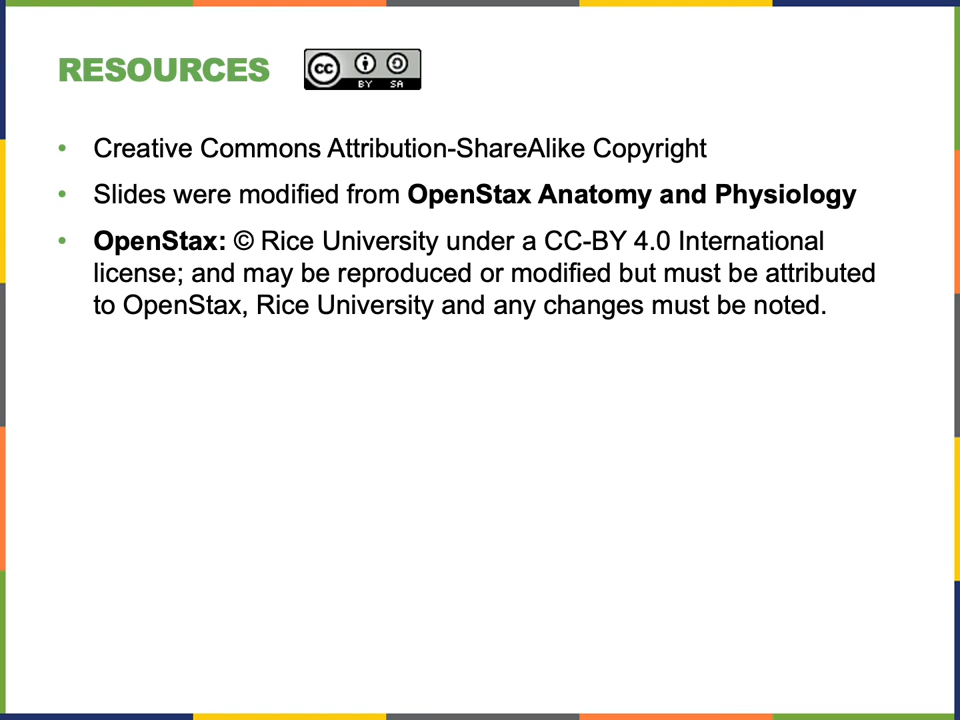 RESOURCES
cc
BY SA
• Creative Commons Attribution-ShareAlike Copyright
• Slides were modified from OpenStax Anatomy and Physiology
• OpenStax: © Rice University under a CC-BY 4.0 International
license; and may be reproduced or modified but must be attributed
to OpenStax, Rice University and any changes must be noted.